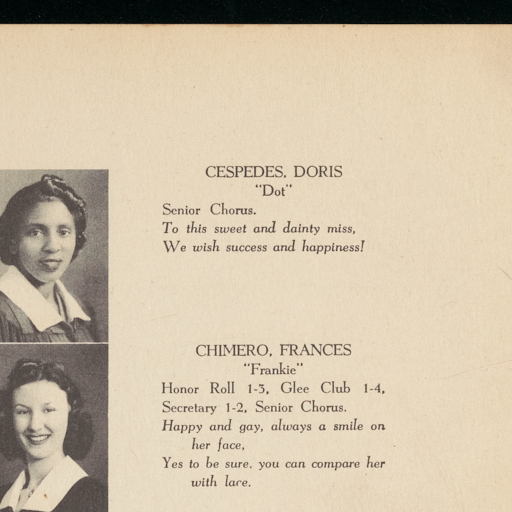 CESPEDES, DORIS
"Dot"
Senior Chorus.
To this sweet and dainty miss,
We wish success and happiness!
CHIMERO, FRANCES
"Frankie"
Honor Roll 1-3, Glee Club 1-4,
Secretary 1-2, Senior Chorus.
Happy and gay, always a smile on
her face,
Yes to be sure, you can compare her
with lace.